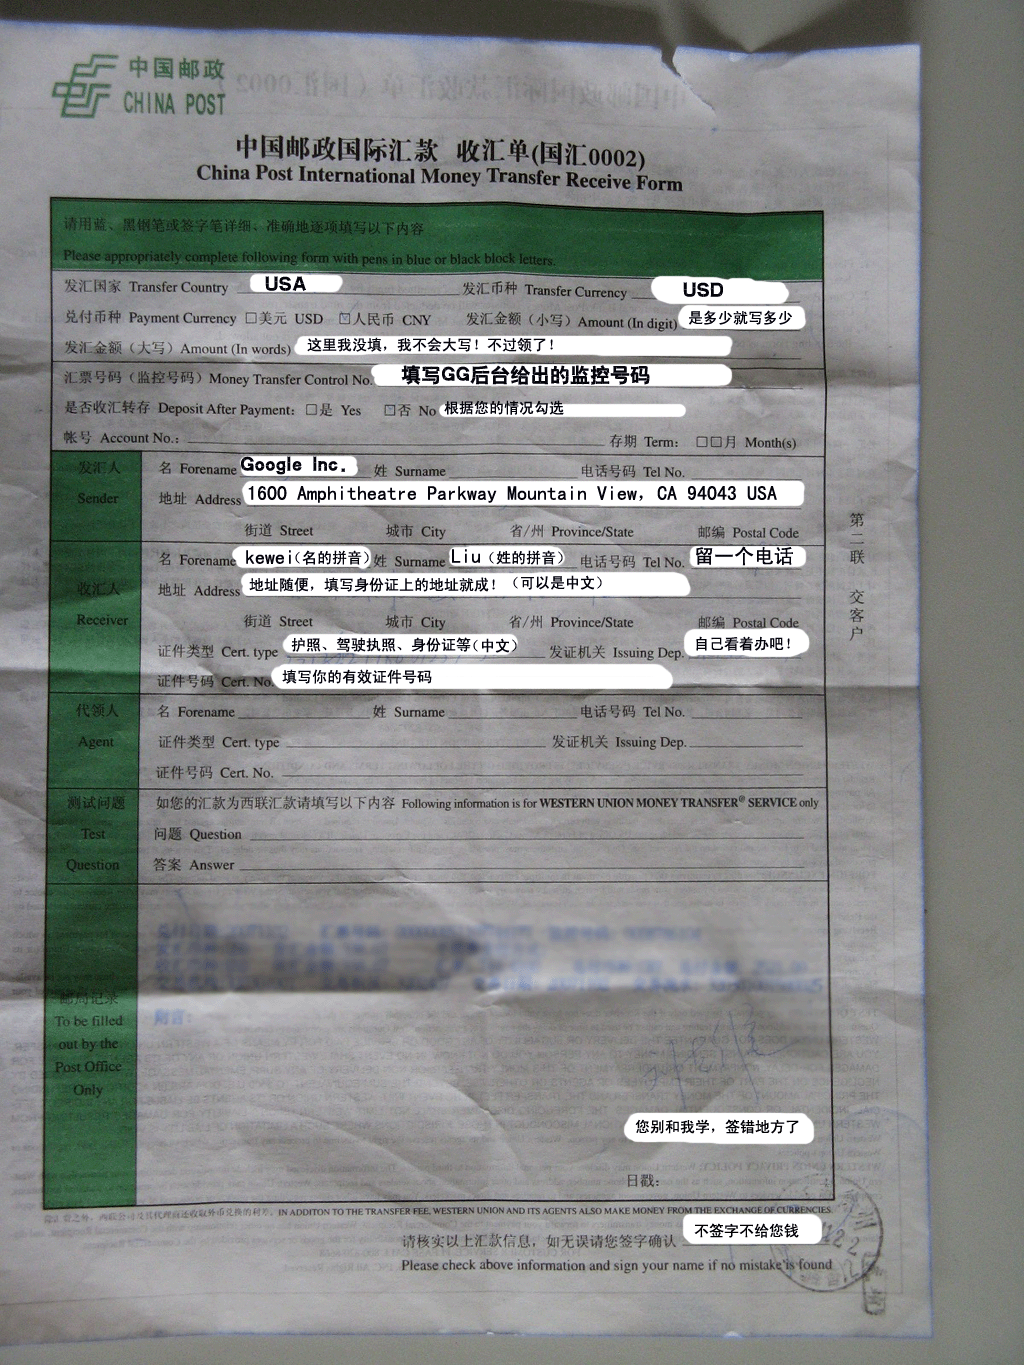 中国邮政
CHINA POST
中国邮政国际汇款 收汇单(国汇0002)
China Post International Money Transfer Receive Form
请用蓝、黑钢笔或签字笔详细、准确地逐项填写以下内容
Please appropriately complete following form with pens in blue or black block letters.
发汇国家 Transfer Country USA 发汇币种 Transfer Currency USD
兑付币种 Payment Currency □美元 USD ☑人民币 CNY 发汇金额（小写）Amount (In digit) 是多少就写多少
发汇金额（大写）Amount (In words) 这里我没填，我不会大写！不过领了！
汇票号码（监控号码）Money Transfer Control No. 填写GG后台给出的监控号码
是否收汇转存 Deposit After Payment: □是 Yes □否 No 根据您的情况勾选
帐号 Account No.: 存期 Term: □□月 Month(s)
发汇人 名 Forename Google Inc. 姓 Surname 电话号码 Tel No.
Sender 地址 Address 1600 Amphitheatre Parkway Mountain View, CA 94043 USA
街道 Street 城市 City 省/州 Province/State 邮编 Postal Code
名 Forename kewei(名的拼音) 姓 Surname Liu (姓的拼音) 电话号码 Tel No. 留一个电话
收汇人 地址 Address 地址随便，填写身份证上的地址就成！（可以是中文）
Receiver 街道 Street 城市 City 省/州 Province/State 邮编 Postal Code
证件类型 Cert. type 护照、驾驶执照、身份证等(中文) 发证机关 Issuing Dep. 自己看着办吧！
证件号码 Cert. No. 填写你的有效证件号码
代领人 名 Forename 姓 Surname 电话号码 Tel No.
Agent 证件类型 Cert. type 发证机关 Issuing Dep.
证件号码 Cert. No.
测试问题 如您的汇款为西联汇款请填写以下内容 Following information is for WESTERN UNION MONEY TRANSFER® SERVICE only
Test 问题 Question
Question 答案 Answer
邮局记录
To be filled
out by the
Post Office
Only
附言：
您别和我学，签错地方了
日戳：
IN ADDITON TO THE TRANSFER FEE, WESTERN UNION AND ITS AGENTS ALSO MAKE MONEY FROM THE EXCHANGE OF CURRENCIES
请核实以上汇款信息，如无误请您签字确认 不签字不给您钱
Please check above information and sign your name if no mistake is found
第二联 交客户